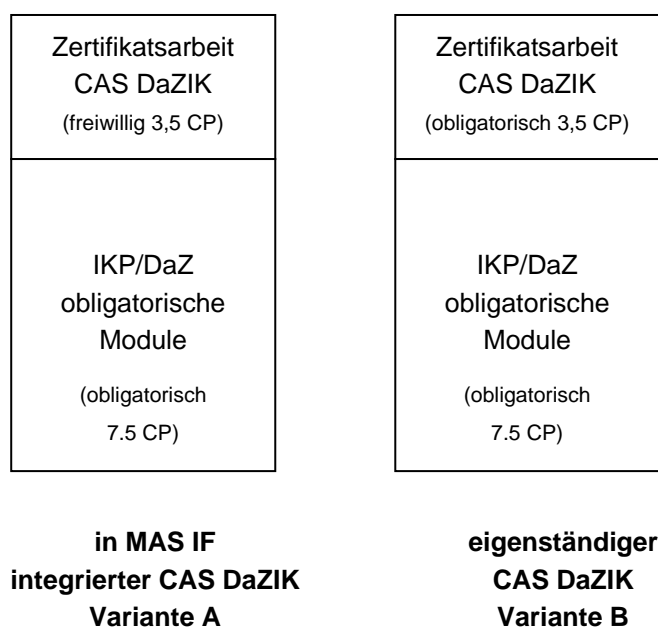 Zertifikatsarbeit
CAS DaZIK
(freiwillig 3,5 CP)
IKP/DaZ
obligatorische
Module
(obligatorisch
7.5 CP)
in MAS IF
integrierter CAS DaZIK
Variante A
Zertifikatsarbeit
CAS DaZIK
(obligatorisch 3,5 CP)
IKP/DaZ
obligatorische
Module
(obligatorisch
7.5 CP)
eigenständiger
CAS DaZIK
Variante B